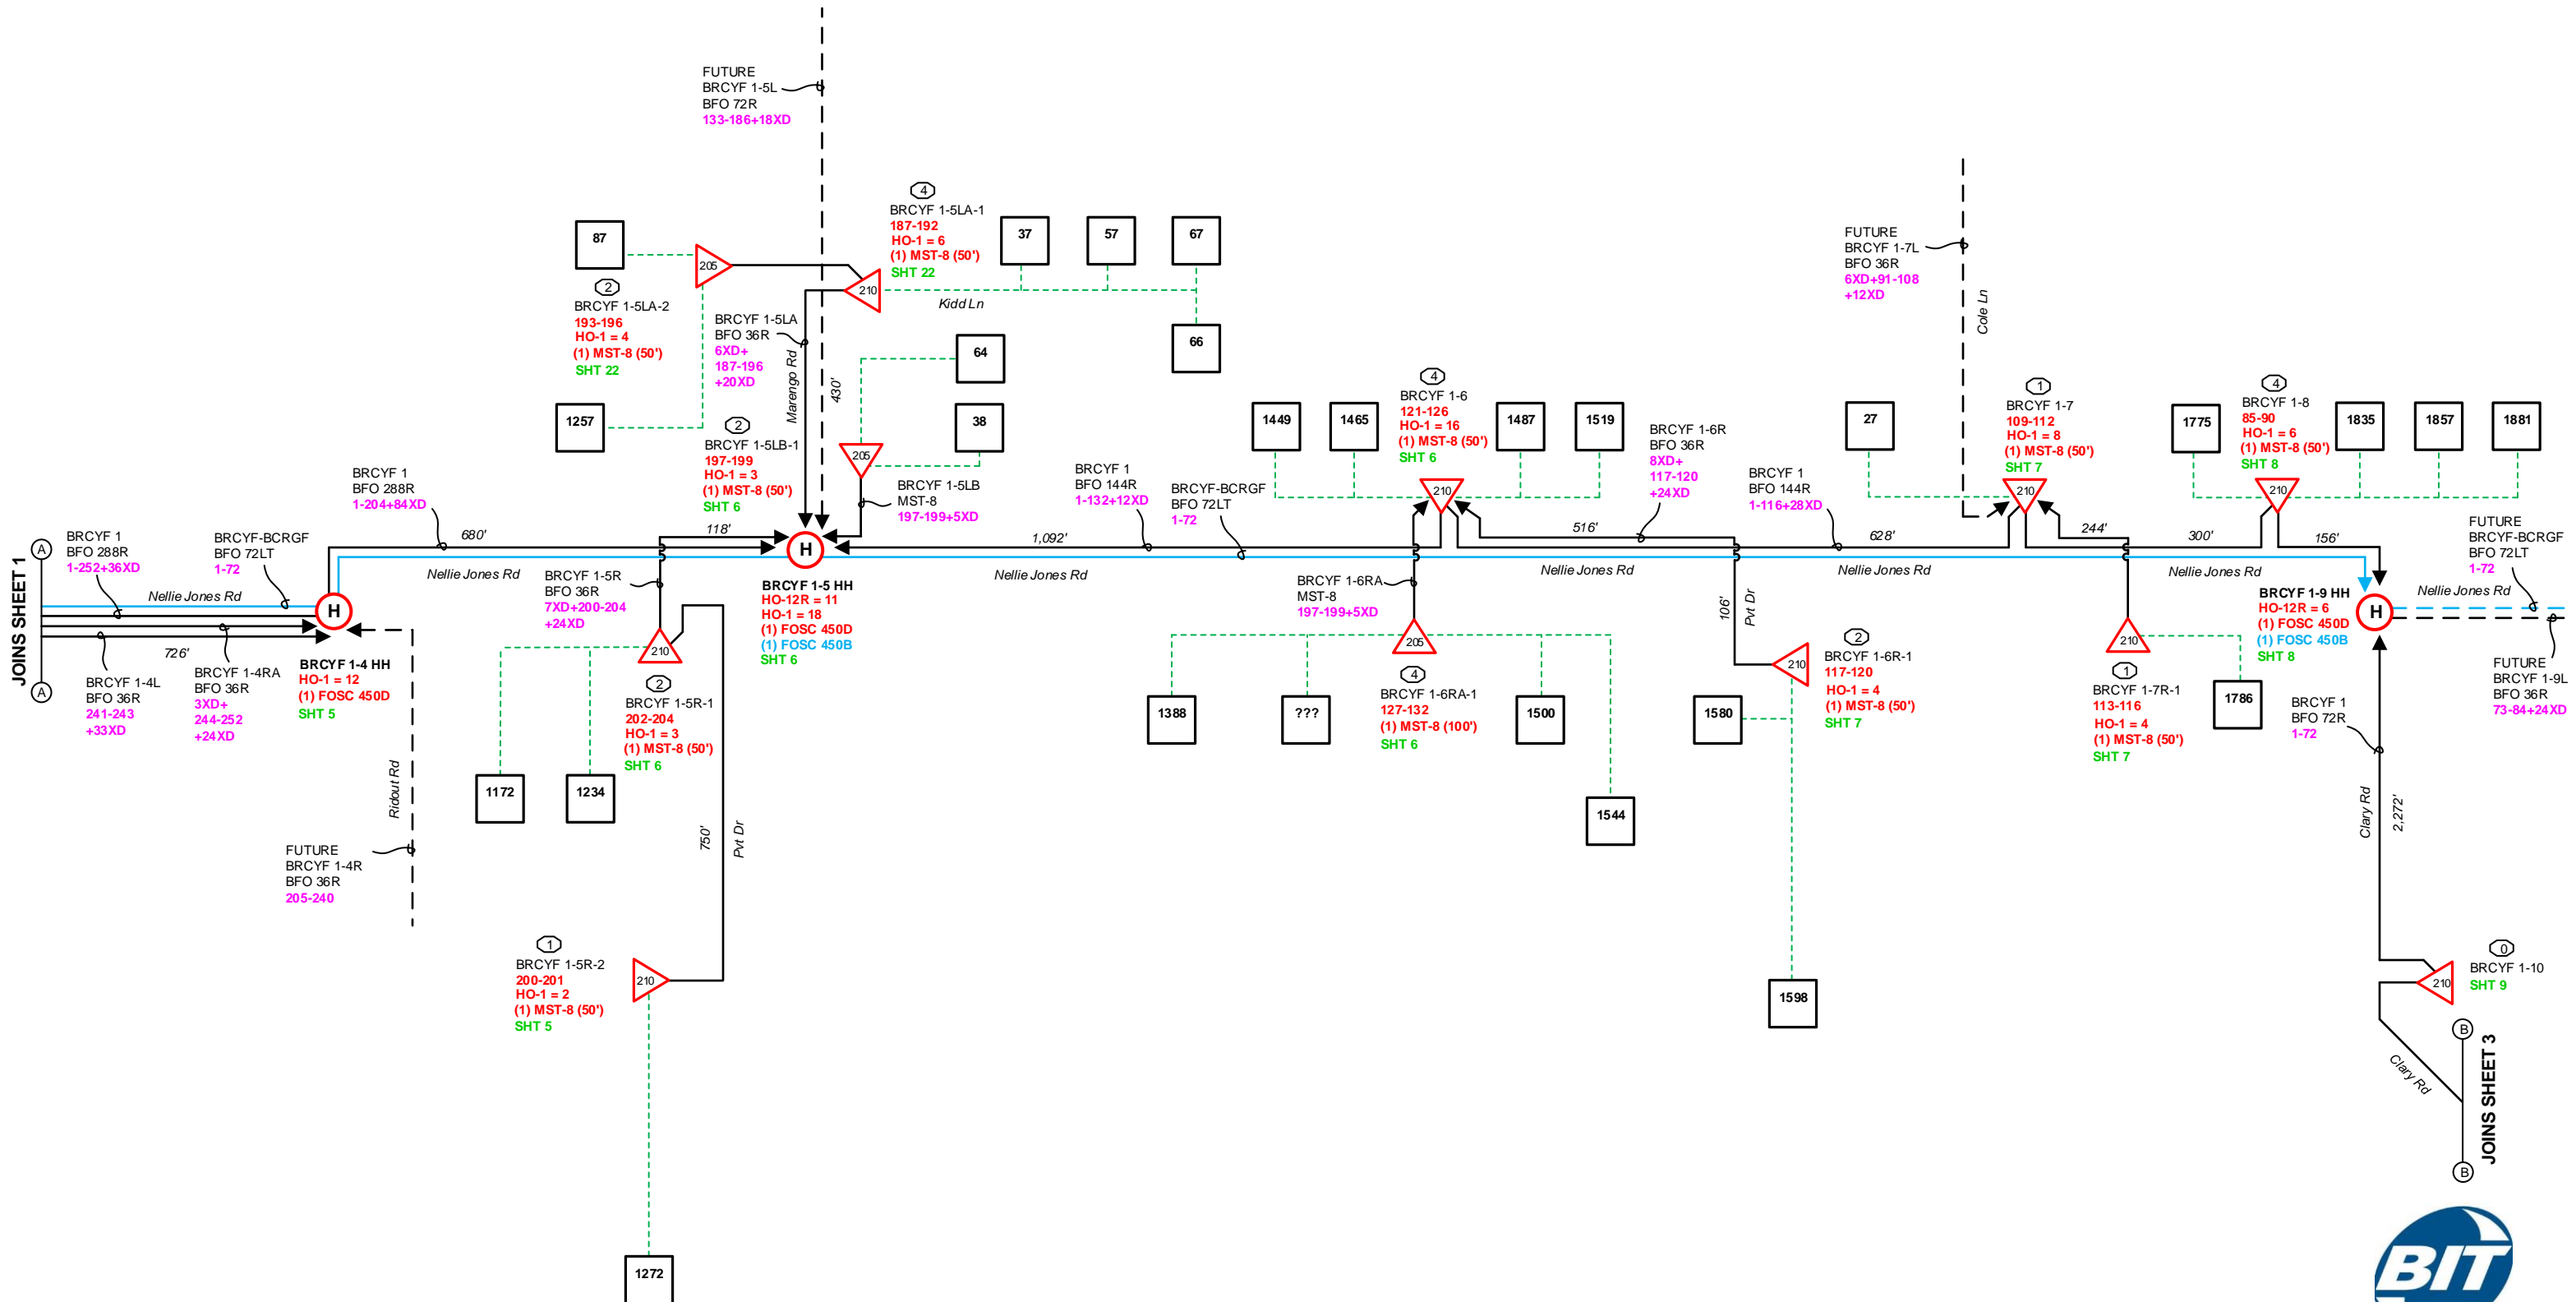 JOINS SHEET 1
A
A
BRCYF 1
BFO 288R
1-252+36XD
BRCYF-BCRGF
BFO 72LT
1-72
Nellie Jones Rd
726'
BRCYF 1-4L
BFO 36R
241-243
+33XD
BRCYF 1-4RA
BFO 36R
3XD+
244-252
+24XD
H
BRCYF 1-4 HH
HO-1 = 12
(1) FOSC 450D
SHT 5
Ridout Rd
FUTURE
BRCYF 1-4R
BFO 36R
205-240
BRCYF 1
BFO 288R
1-204+84XD
680'
Nellie Jones Rd
FUTURE
BRCYF 1-5L
BFO 72R
133-186+18XD
87
205
2
BRCYF 1-5LA-2
193-196
HO-1 = 4
(1) MST-8 (50')
SHT 22
1257
4
BRCYF 1-5LA-1
187-192
HO-1 = 6
(1) MST-8 (50')
SHT 22
210
37
57
67
66
Kidd Ln
BRCYF 1-5LA
BFO 36R
6XD+
187-196
+20XD
Marengo Rd
430'
64
38
2
BRCYF 1-5LB-1
197-199
HO-1 = 3
(1) MST-8 (50')
SHT 6
205
BRCYF 1-5LB
MST-8
197-199+5XD
118'
BRCYF 1-5R
BFO 36R
7XD+200-204
+24XD
H
BRCYF 1-5 HH
HO-12R = 11
HO-1 = 18
(1) FOSC 450D
(1) FOSC 450B
SHT 6
210
2
BRCYF 1-5R-1
202-204
HO-1 = 3
(1) MST-8 (50')
SHT 6
1172
1234
750'
Pvt Dr
1
BRCYF 1-5R-2
200-201
HO-1 = 2
(1) MST-8 (50')
SHT 5
210
1272
BRCYF 1
BFO 144R
1-132+12XD
1,092'
Nellie Jones Rd
BRCYF-BCRGF
BFO 72LT
1-72
1449
1465
4
BRCYF 1-6
121-126
HO-1 = 16
(1) MST-8 (50')
SHT 6
1487
1519
210
BRCYF 1-6RA
MST-8
197-199+5XD
205
4
BRCYF 1-6RA-1
127-132
(1) MST-8 (100')
SHT 6
1388
???
1500
1544
BRCYF 1-6R
BFO 36R
8XD+
117-120
+24XD
516'
Nellie Jones Rd
106'
Pvt Dr
210
2
BRCYF 1-6R-1
117-120
HO-1 = 4
(1) MST-8 (50')
SHT 7
1580
1598
BRCYF 1
BFO 144R
1-116+28XD
628'
Nellie Jones Rd
FUTURE
BRCYF 1-7L
BFO 36R
6XD+91-108
+12XD
Cole Ln
27
1
BRCYF 1-7
109-112
HO-1 = 8
(1) MST-8 (50')
SHT 7
210
244'
210
1
BRCYF 1-7R-1
113-116
HO-1 = 4
(1) MST-8 (50')
SHT 7
1786
1775
4
BRCYF 1-8
85-90
HO-1 = 6
(1) MST-8 (50')
SHT 8
1835
1857
1881
210
300'
156'
Nellie Jones Rd
BRCYF 1-9 HH
HO-12R = 6
(1) FOSC 450D
(1) FOSC 450B
SHT 8
H
FUTURE
BRCYF-BCRGF
BFO 72LT
1-72
Nellie Jones Rd
FUTURE
BRCYF 1-9L
BFO 36R
73-84+24XD
BRCYF 1
BFO 72R
1-72
Clary Rd
2,272'
0
BRCYF 1-10
SHT 9
210
Clary Rd
B
B
JOINS SHEET 3
BIT